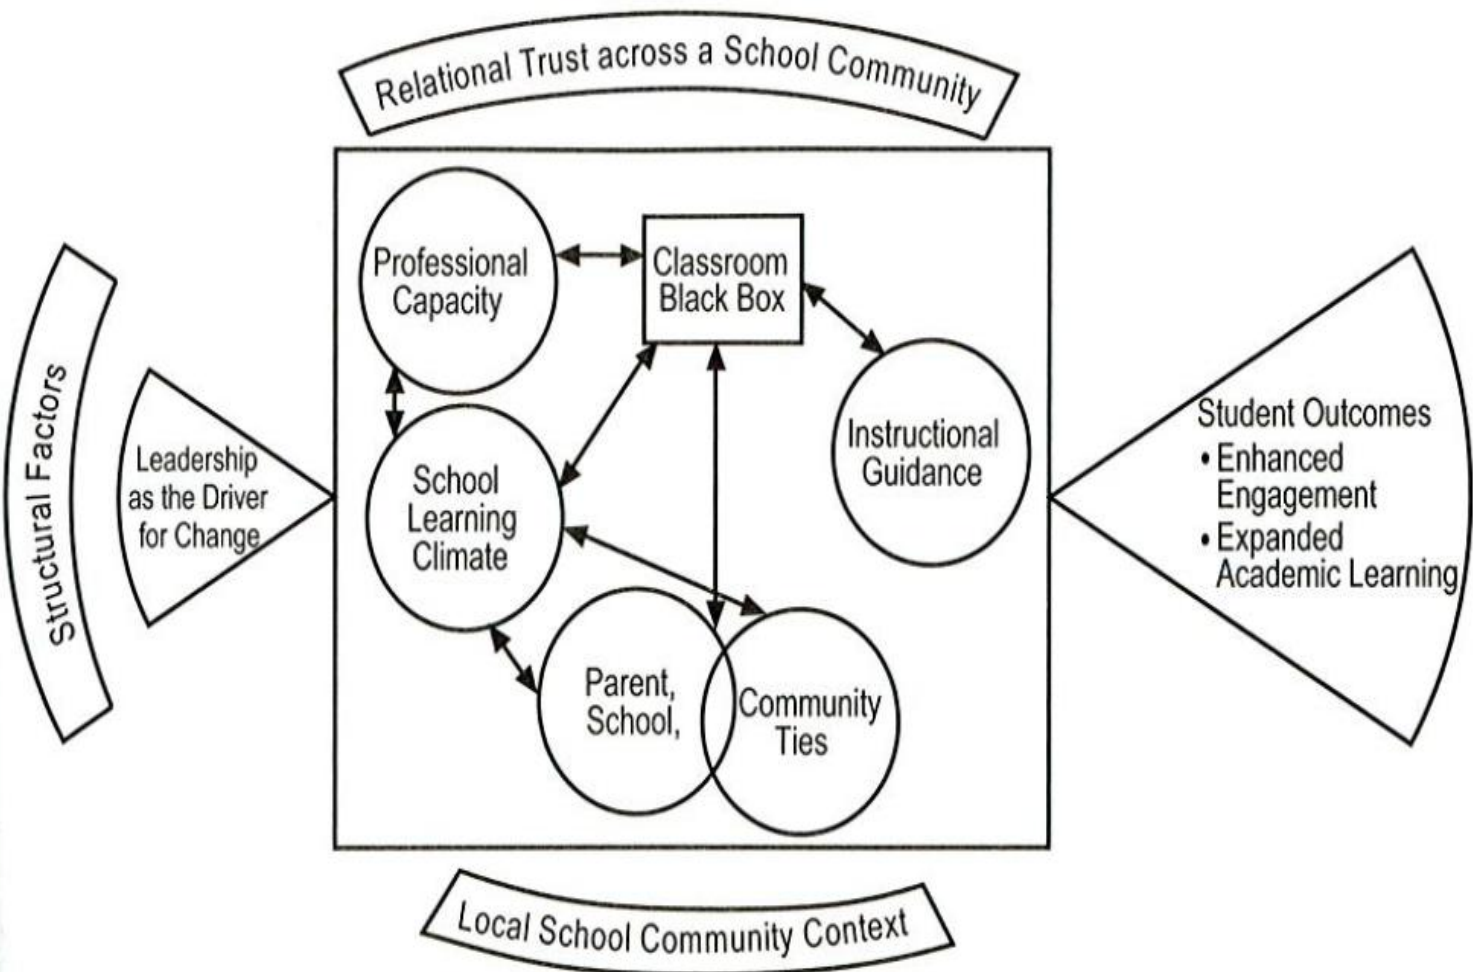 Relational Trust across a School Community
Professional
Capacity
Classroom
Black Box
Structural Factors
Leadership
as the Driver
for Change
School
Learning
Climate
Instructional
Guidance
Student Outcomes
• Enhanced
Engagement
• Expanded
Academic Learning
Parent,
School,
Community
Ties
Local School Community Context